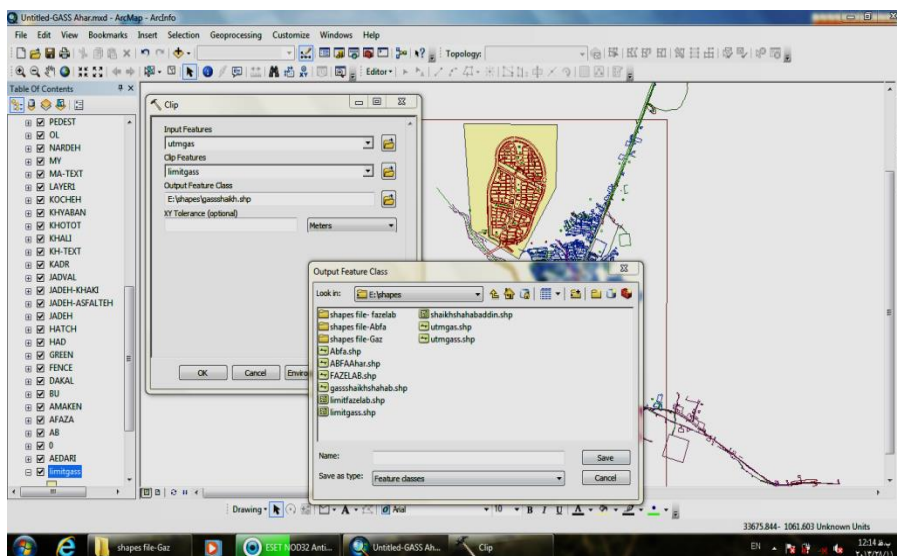 Untitled-GASS Ahar.mxd - ArcMap - ArcInfo
File Edit View Bookmarks Insert Selection Geoprocessing Customize Windows Help
Topology:
Editor
Table Of Contents
PEDEST
OL
NARDEH
MY
MA-TEXT
LAYER1
KOCHEH
KHYABAN
KHOTOT
KHALI
KH-TEXT
KADR
JADVAL
JADEH-KHAKI
JADEH-ASFALTEH
JADEH
HATCH
HAD
GREEN
FENCE
DAKAL
BU
AMAKEN
AFAZA
AB
0
AEDARI
limitgass
Clip
Input Features
utmgas
Clip Features
limitgass
Output Feature Class
E:\shapes\gassshaikh.shp
XY Tolerance (optional)
Meters
OK Cancel
Output Feature Class
Look in: E:\shapes
shapes file- fazelab
shapes file-Abfa
shapes file-Gaz
Abfa.shp
ABFAAhar.shp
FAZELAB.shp
gassshaikhshahab.shp
limitfazelab.shp
limitgass.shp
shaikhshahabaddin.shp
utmgas.shp
utmgass.shp
Name:
Save
Save as type: Feature classes
Cancel
Drawing
Arial
10
B I U A
33675.844- 1061.603 Unknown Units
shapes file-Gaz
ESET NOD32 Anti...
Untitled-GASS Ah...
Clip
EN